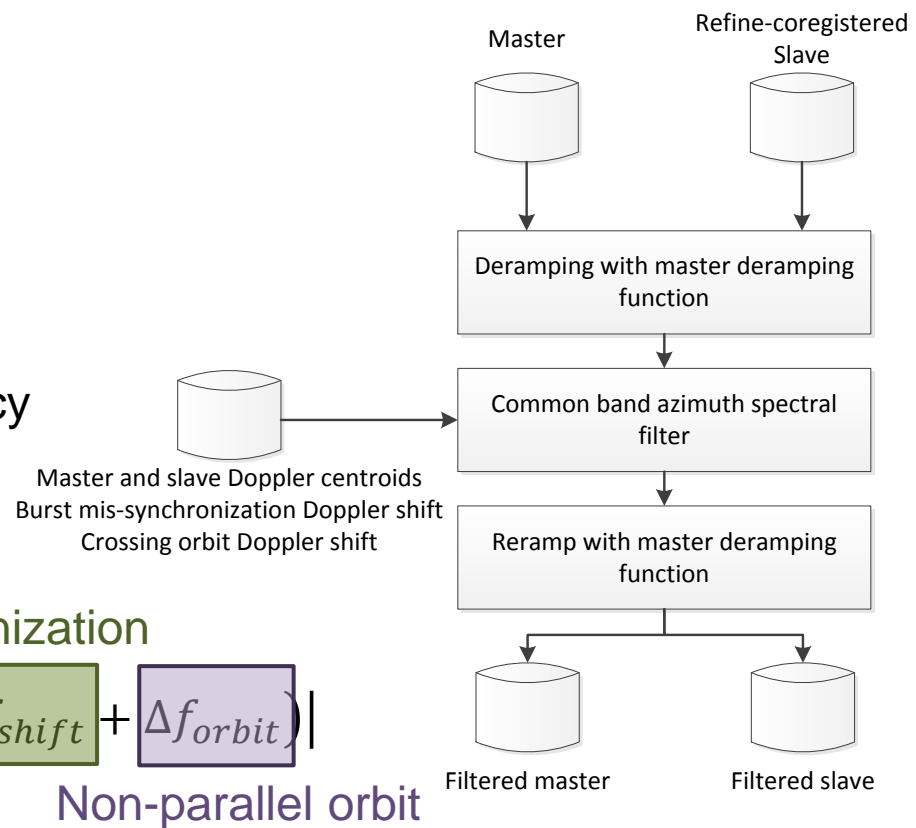 Master
Refine-coregistered
Slave
Deramping with master deramping
function
Common band azimuth spectral
filter
Master and slave Doppler centroids
Burst mis-synchronization Doppler shift
Crossing orbit Doppler shift
Reramp with master deramping
function
Filtered master
Filtered slave
cy
nization
shift + Δf_orbit)|
Non-parallel orbit